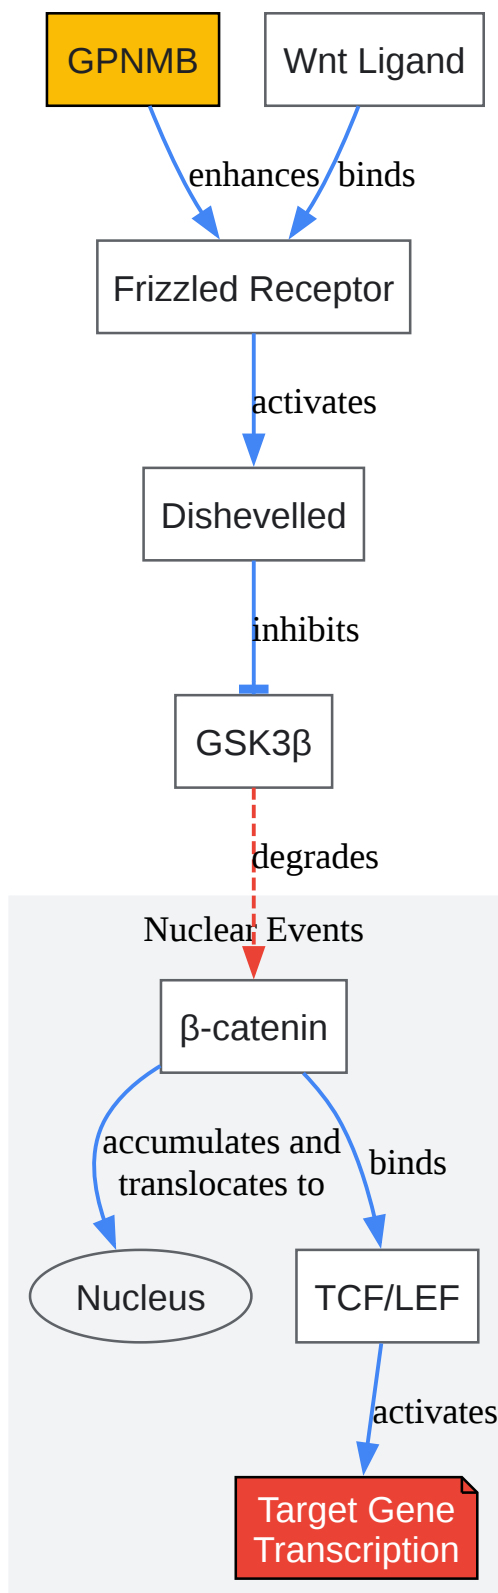 GPNMB
Wnt Ligand
enhances
binds
Frizzled Receptor
activates
Dishevelled
inhibits
GSK3β
degrades
Nuclear Events
β-catenin
accumulates and
translocates to
binds
Nucleus
TCF/LEF
activates
Target Gene
Transcription